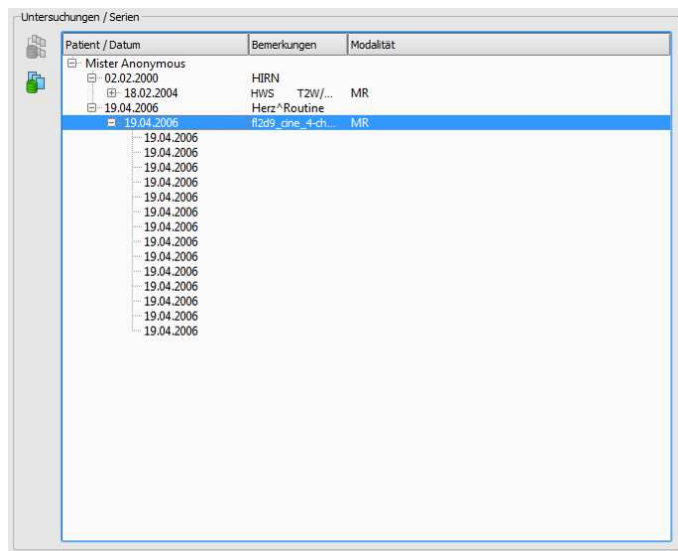 Untersuchungen / Serien
Patient / Datum Bemerkungen Modalität
Mister Anonymous
02.02.2000 HIRN
18.02.2004 HWS T2W/... MR
19.04.2006 Herz^Routine
19.04.2006 fl2d9_cine_4-ch... MR
19.04.2006
19.04.2006
19.04.2006
19.04.2006
19.04.2006
19.04.2006
19.04.2006
19.04.2006
19.04.2006
19.04.2006
19.04.2006
19.04.2006
19.04.2006
19.04.2006